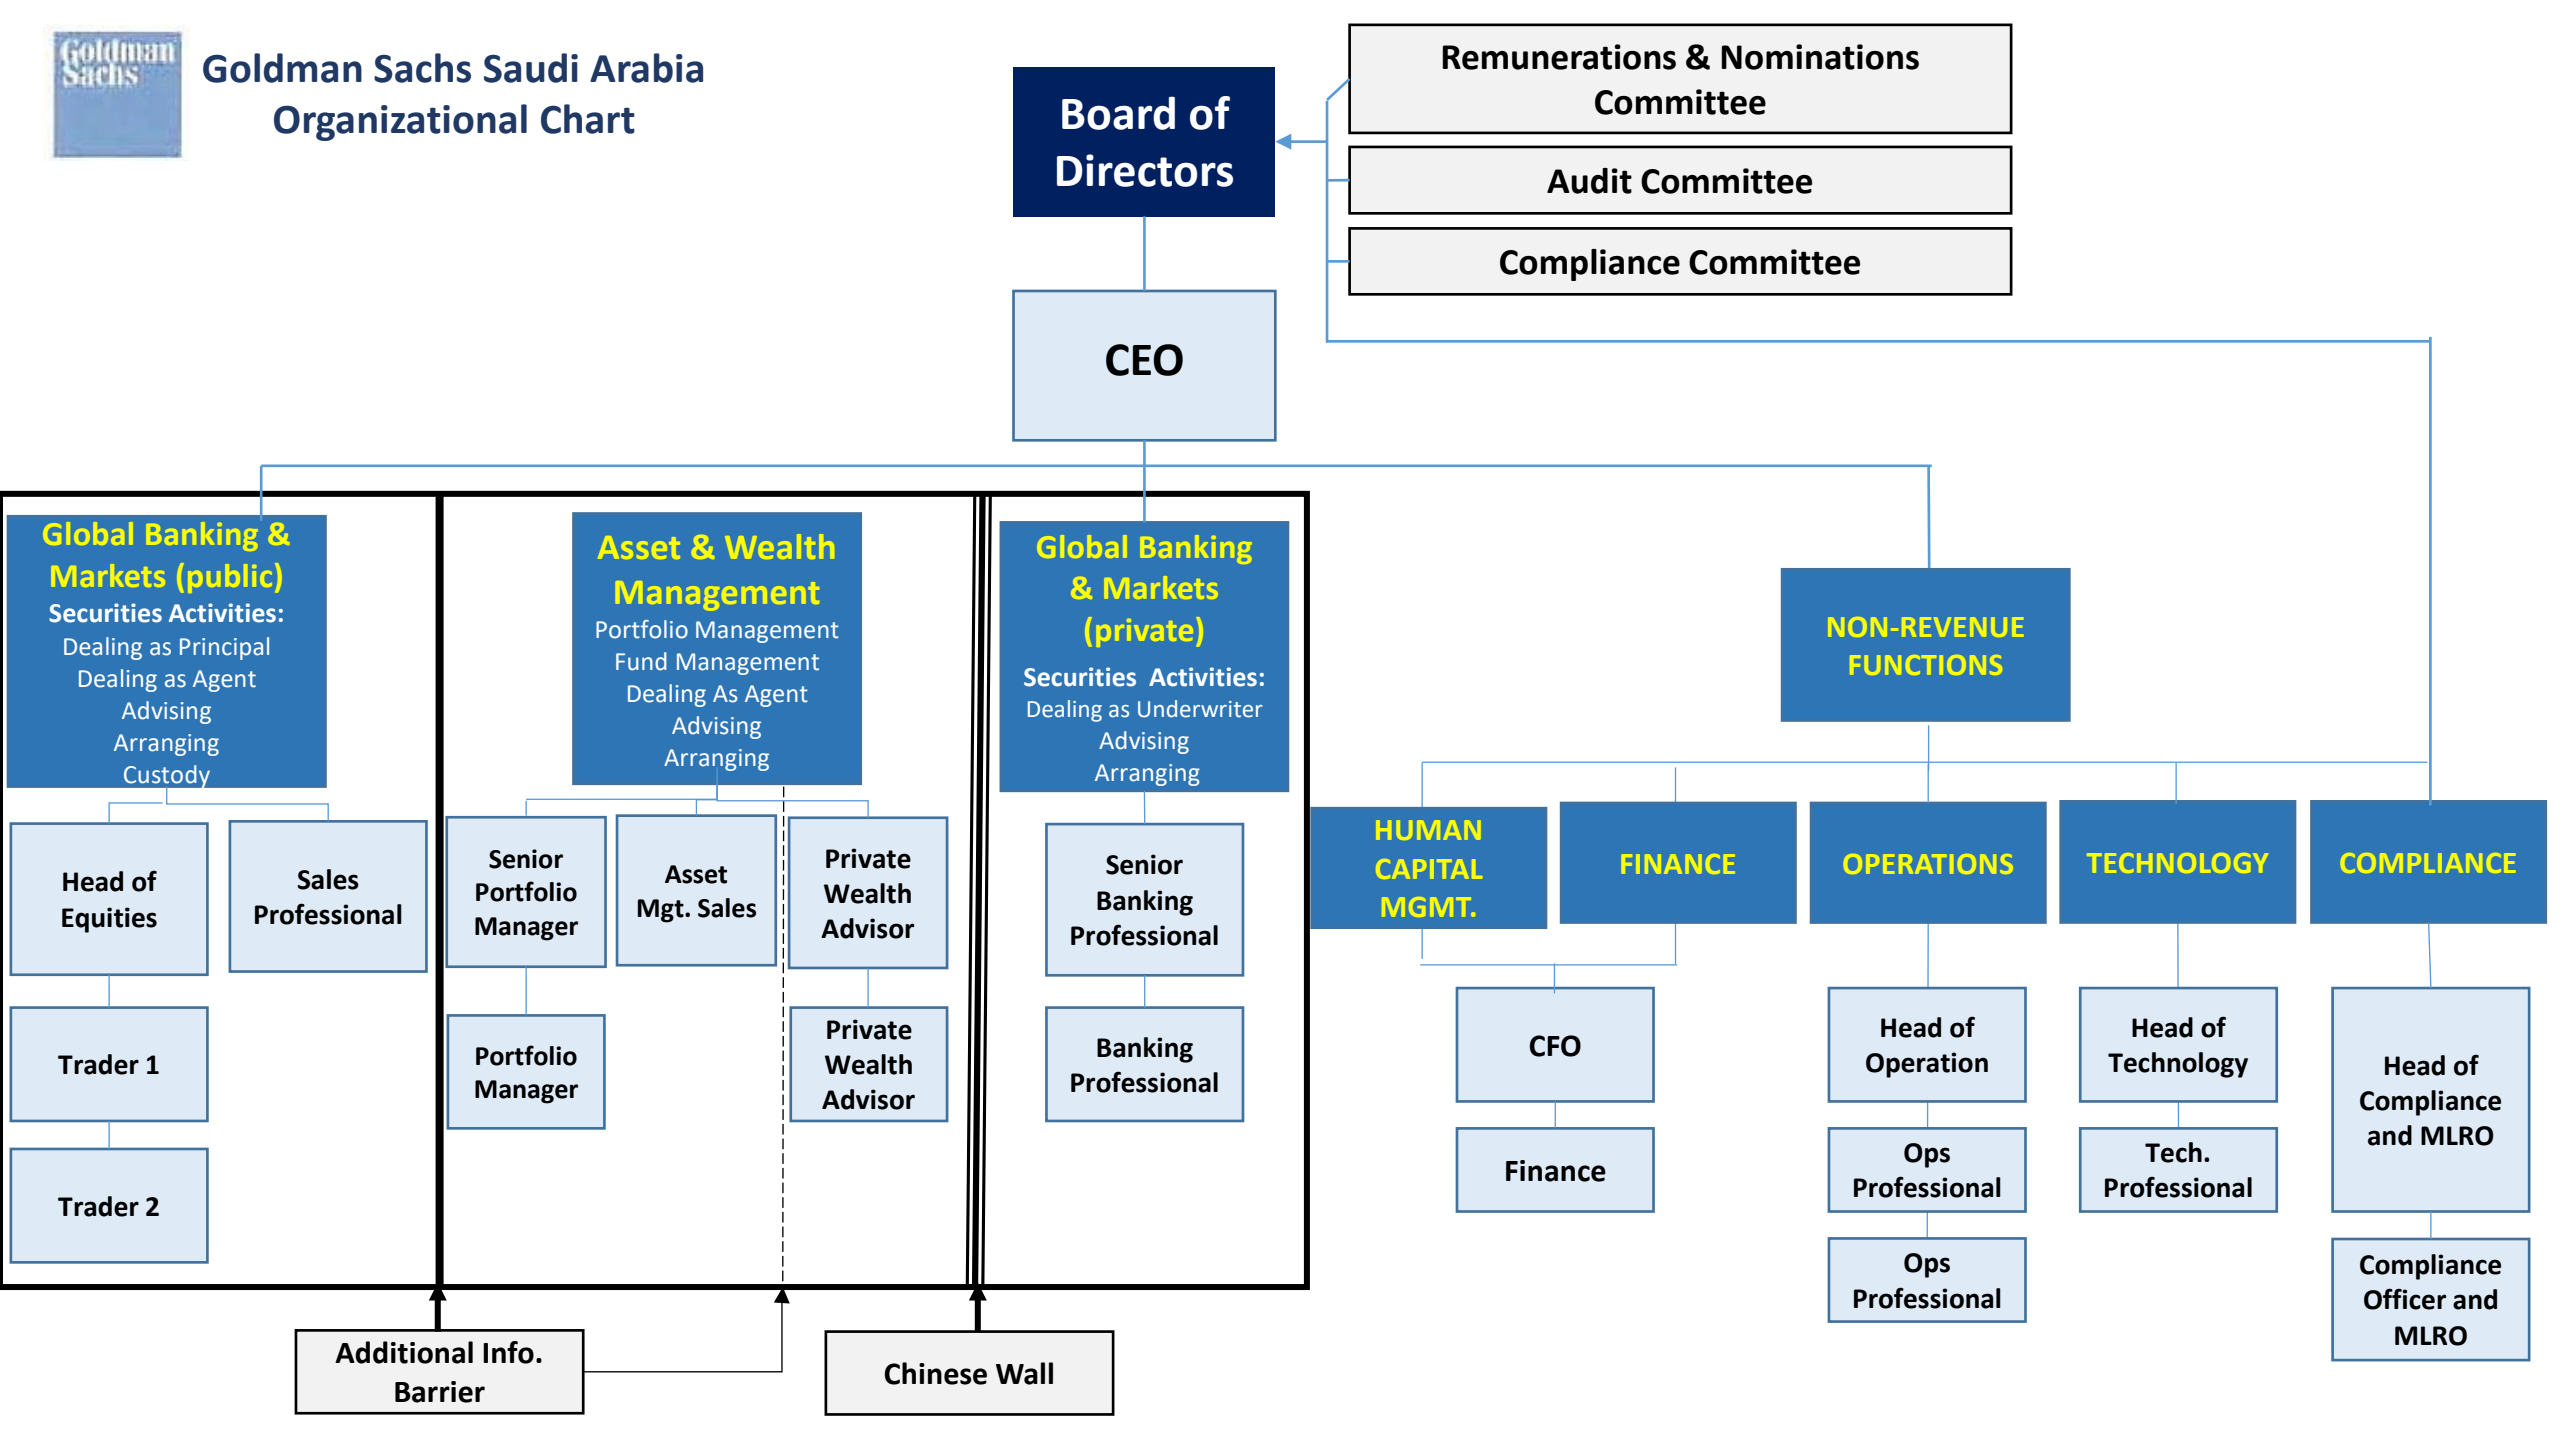 Goldman
Sachs
Goldman Sachs Saudi Arabia
Organizational Chart
Board of
Directors
Remunerations & Nominations
Committee
Audit Committee
Compliance Committee
CEO
Global Banking &
Markets (public)
Securities Activities:
Dealing as Principal
Dealing as Agent
Advising
Arranging
Custody
Asset & Wealth
Management
Portfolio Management
Fund Management
Dealing As Agent
Advising
Arranging
Global Banking
& Markets
(private)
Securities Activities:
Dealing as Underwriter
Advising
Arranging
NON-REVENUE
FUNCTIONS
HUMAN
CAPITAL
MGMT.
FINANCE
OPERATIONS
TECHNOLOGY
COMPLIANCE
Head of
Equities
Sales
Professional
Senior
Portfolio
Manager
Asset
Mgt. Sales
Private
Wealth
Advisor
Senior
Banking
Professional
Trader 1
Trader 2
Portfolio
Manager
Private
Wealth
Advisor
Banking
Professional
CFO
Finance
Head of
Operation
Ops
Professional
Ops
Professional
Head of
Technology
Tech.
Professional
Head of
Compliance
and MLRO
Compliance
Officer and
MLRO
Additional Info.
Barrier
Chinese Wall